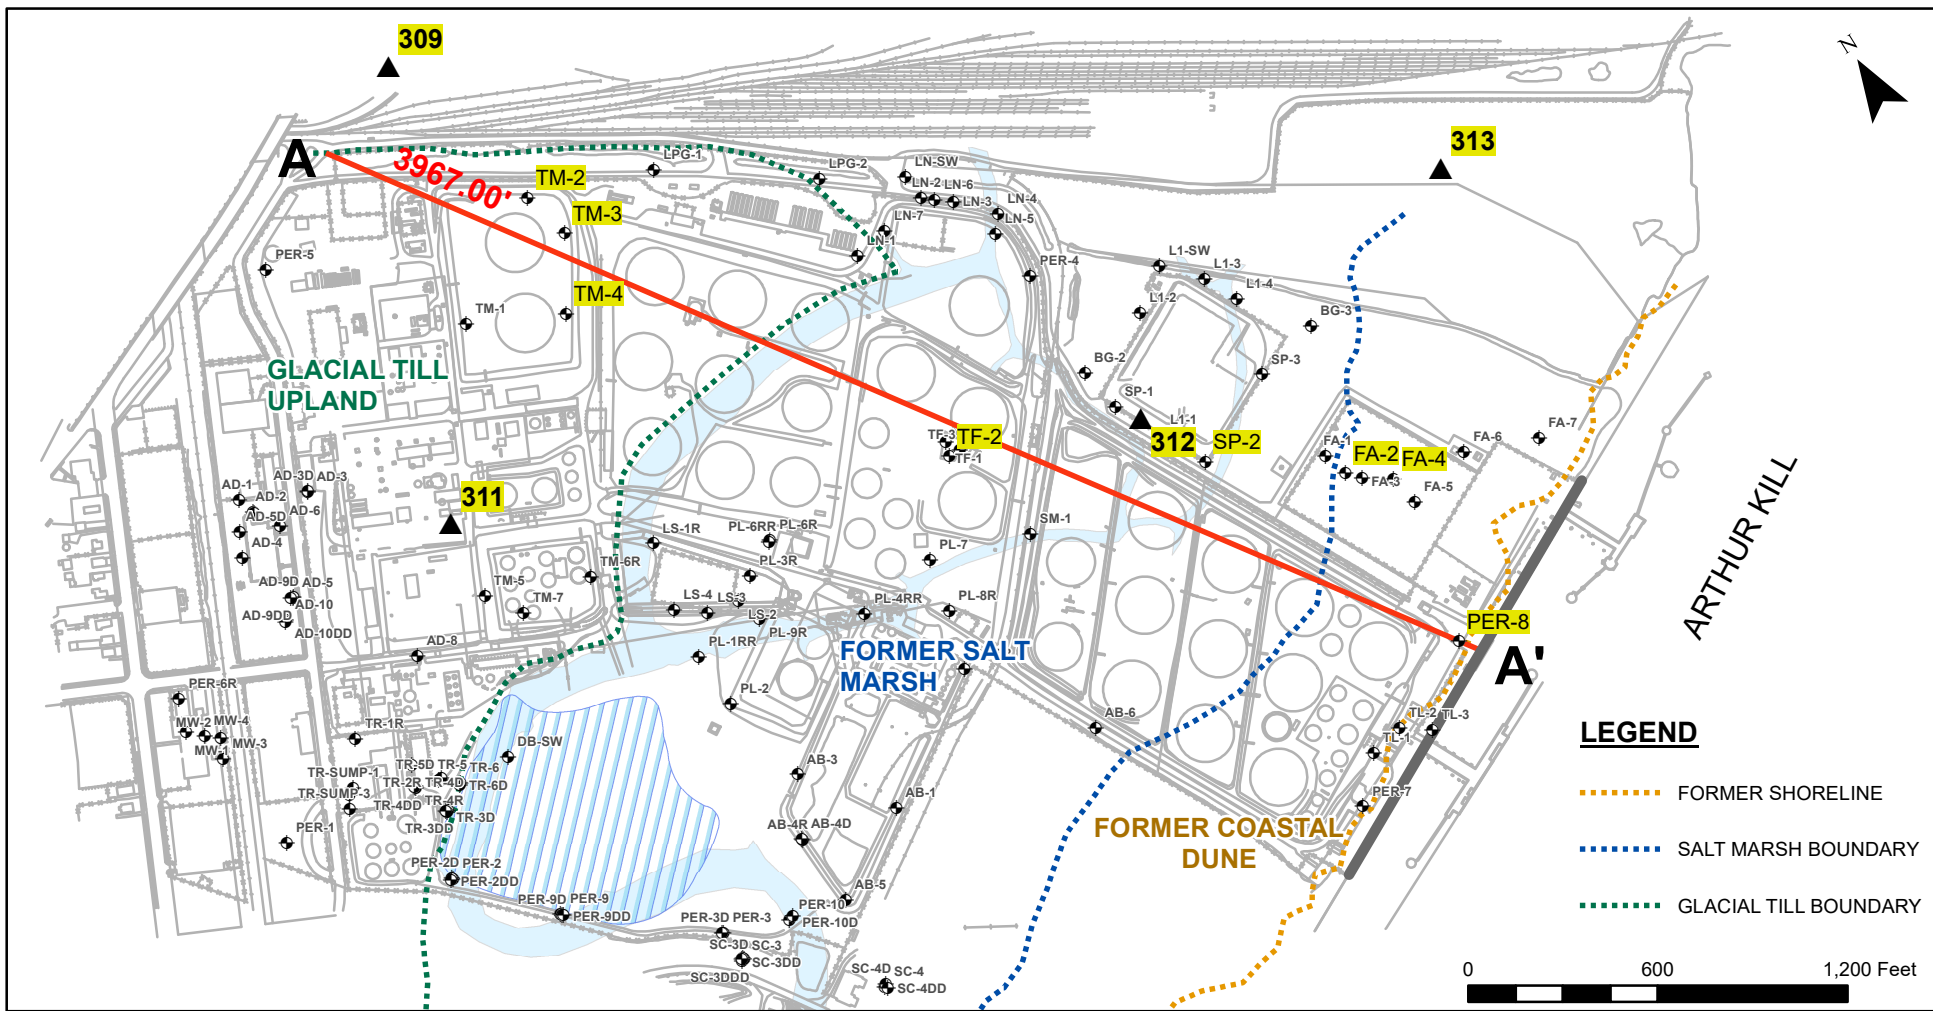 309
N
313
A
3967.00'
LPG-1
LPG-2
LN-SW
TM-2
LN-2
LN-6
LN-3
LN-4
TM-3
LN-7
LN-5
LN-1
PER-5
PER-4
L1-SW
L1-3
TM-4
L1-4
L1-2
BG-3
TM-1
GLACIAL TILL
UPLAND
BG-2
SP-3
SP-1
L1-1
312
SP-2
TF-3
TF-2
TF-1
FA-7
FA-6
FA-1
FA-2
FA-4
FA-3
FA-5
AD-3D
AD-3
AD-1
AD-2
AD-6
AD-5D
AD-4
311
LS-1R
PL-6RR
PL-6R
SM-1
PL-7
PL-3R
TM-6R
AD-9D
AD-5
AD-10
AD-9DD
AD-10DD
TM-5
TM-7
LS-4
LS-3
LS-2
PL-4RR
PL-8R
PL-9R
PL-1RR
AD-8
FORMER SALT
MARSH
ARTHUR KILL
PER-8
A'
PER-6R
MW-2
MW-4
MW-3
MW-1
TR-1R
PL-2
DB-SW
AB-6
TL-2
TL-3
TL-1
LEGEND
TR-5D
TR-5
TR-6
TR-SUMP-1
TR-2R
TR-4D
TR-6D
TR-SUMP-3
TR-4DD
TR-4R
TR-3D
TR-3DD
PER-1
AB-3
AB-1
AB-4R
AB-4D
PER-7
FORMER SHORELINE
FORMER COASTAL
DUNE
SALT MARSH BOUNDARY
PER-2D
PER-2
PER-2DD
PER-9D
PER-9
PER-9DD
AB-5
PER-10
PER-10D
PER-3D
PER-3
GLACIAL TILL BOUNDARY
SC-3D
SC-3
SC-3DD
SC-3DDD
SC-4D
SC-4
SC-4DD
0
600
1,200 Feet